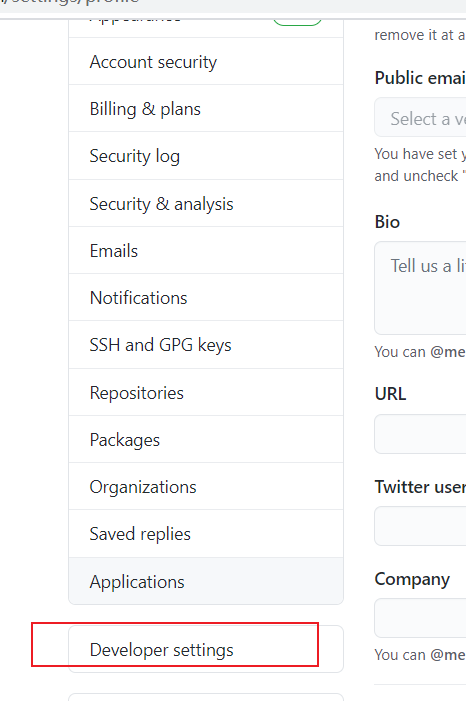 /settings/profile
Appearance
Account security
Billing & plans
Security log
Security & analysis
Emails
Notifications
SSH and GPG keys
Repositories
Packages
Organizations
Saved replies
Applications
Developer settings
remove it at a
Public emai
Select a ve
You have set y
and uncheck "
Bio
Tell us a lit
You can @me
URL
Twitter user
Company
You can @me